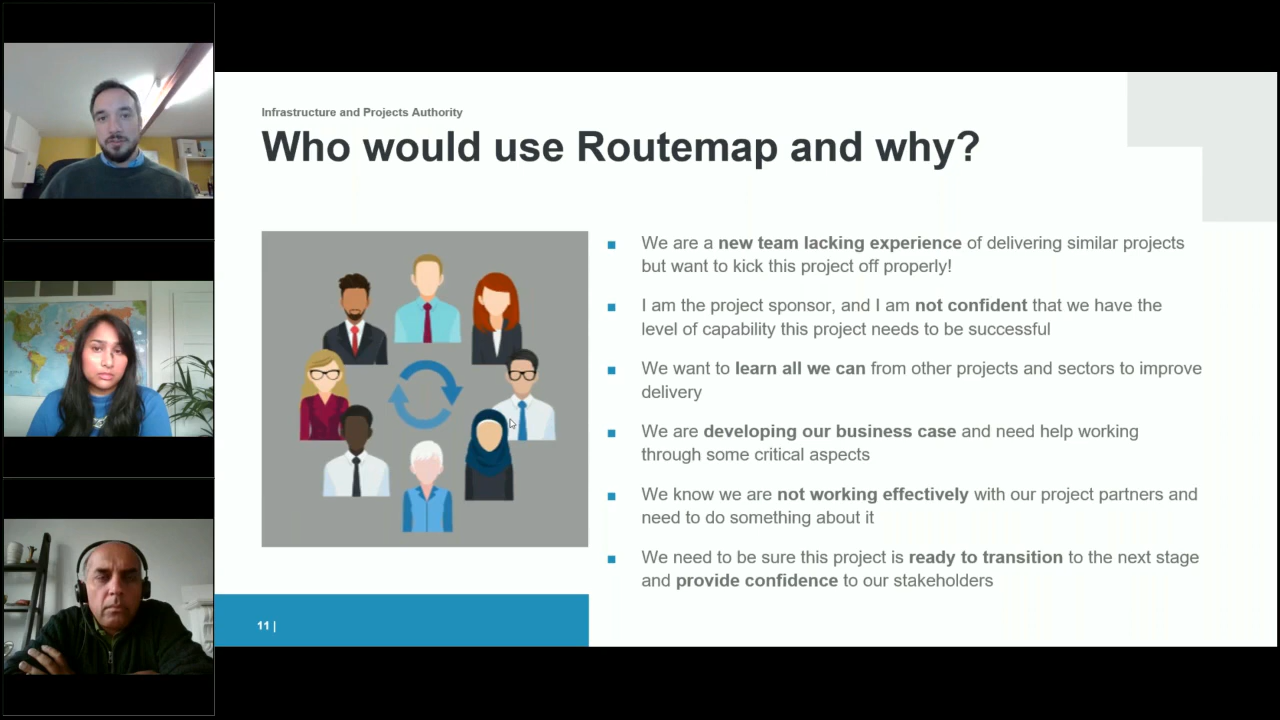 Infrastructure and Projects Authority
Who would use Routemap and why?
We are a new team lacking experience of delivering similar projects
but want to kick this project off properly!
I am the project sponsor, and I am not confident that we have the
level of capability this project needs to be successful
We want to learn all we can from other projects and sectors to improve
delivery
We are developing our business case and need help working
through some critical aspects
We know we are not working effectively with our project partners and
need to do something about it
We need to be sure this project is ready to transition to the next stage
and provide confidence to our stakeholders
11 |